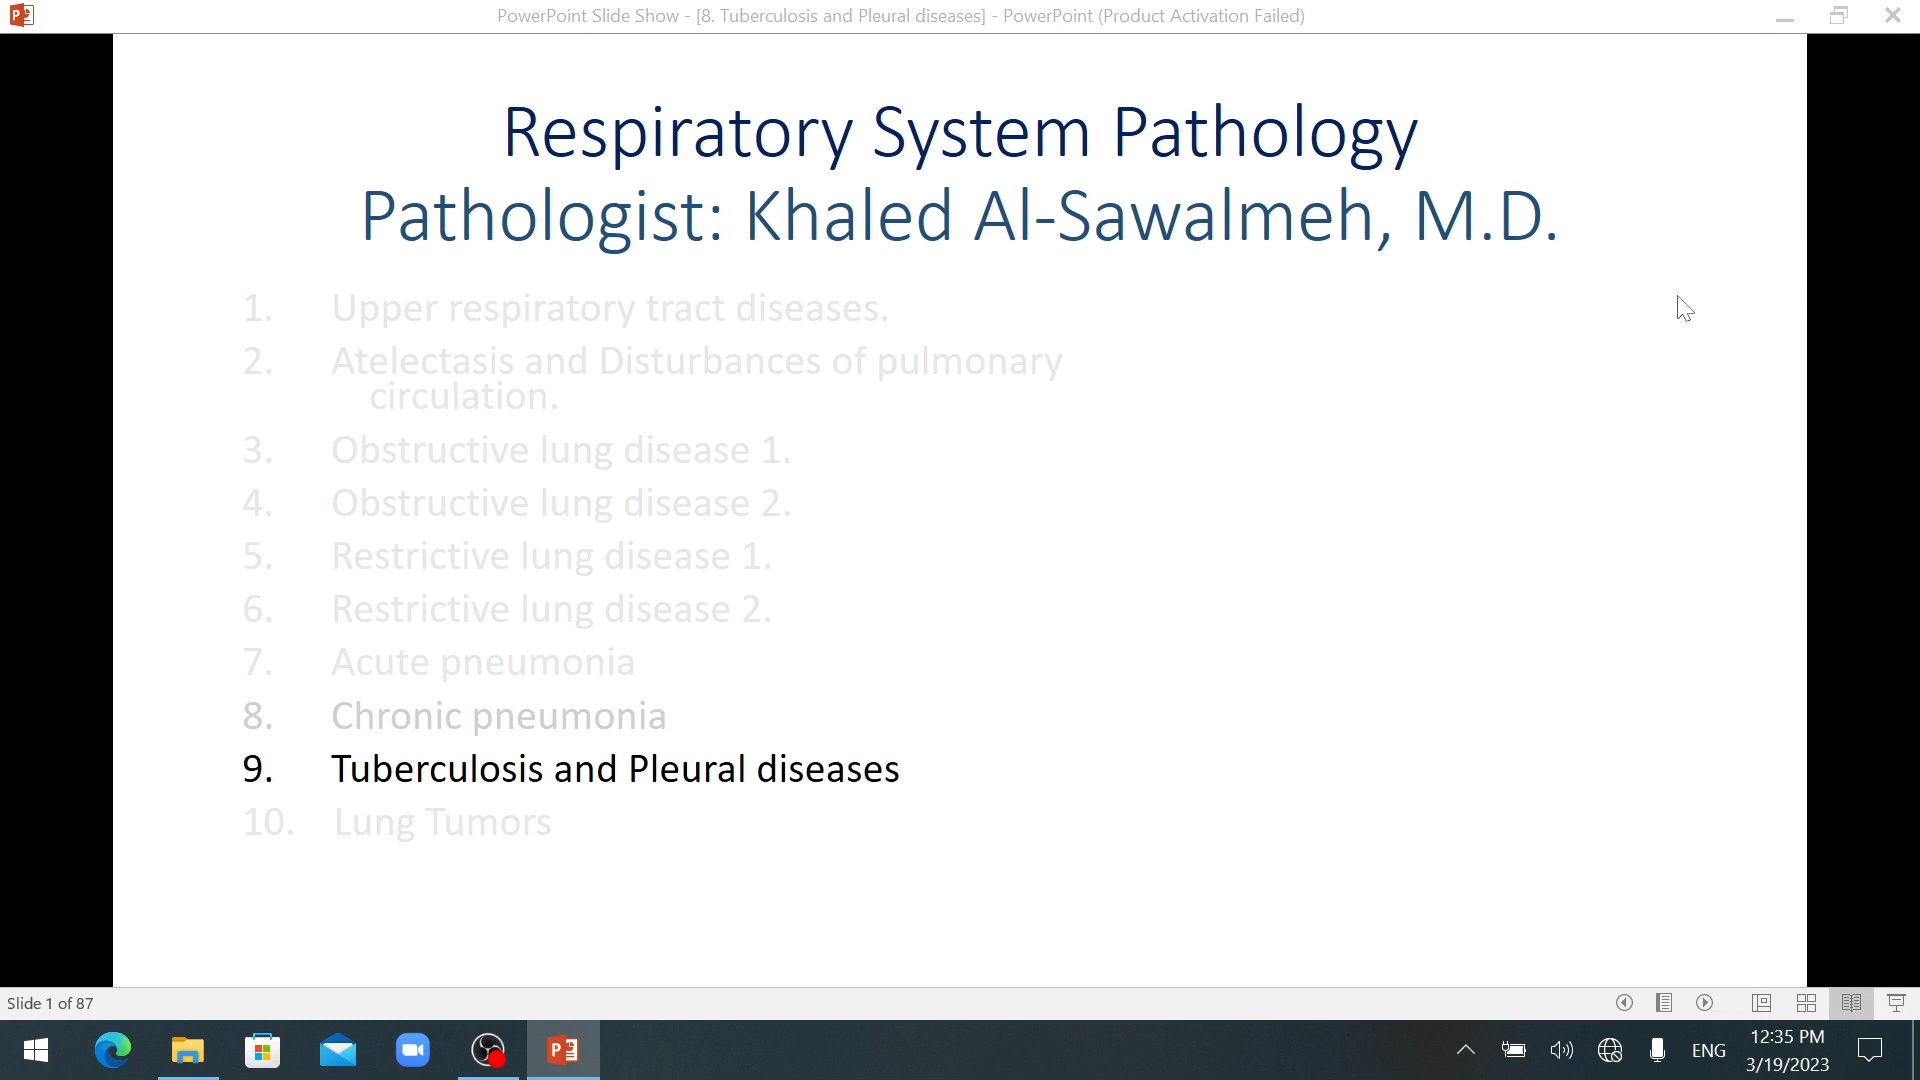 PowerPoint Slide Show - [8. Tuberculosis and Pleural diseases] - PowerPoint (Product Activation Failed)
Respiratory System Pathology
Pathologist: Khaled Al-Sawalmeh, M.D.
1. Upper respiratory tract diseases.
2. Atelectasis and Disturbances of pulmonary
circulation.
3. Obstructive lung disease 1.
4. Obstructive lung disease 2.
5. Restrictive lung disease 1.
6. Restrictive lung disease 2.
7. Acute pneumonia
8. Chronic pneumonia
9. Tuberculosis and Pleural diseases
10. Lung Tumors
Slide 1 of 87
ENG
12:35 PM
3/19/2023